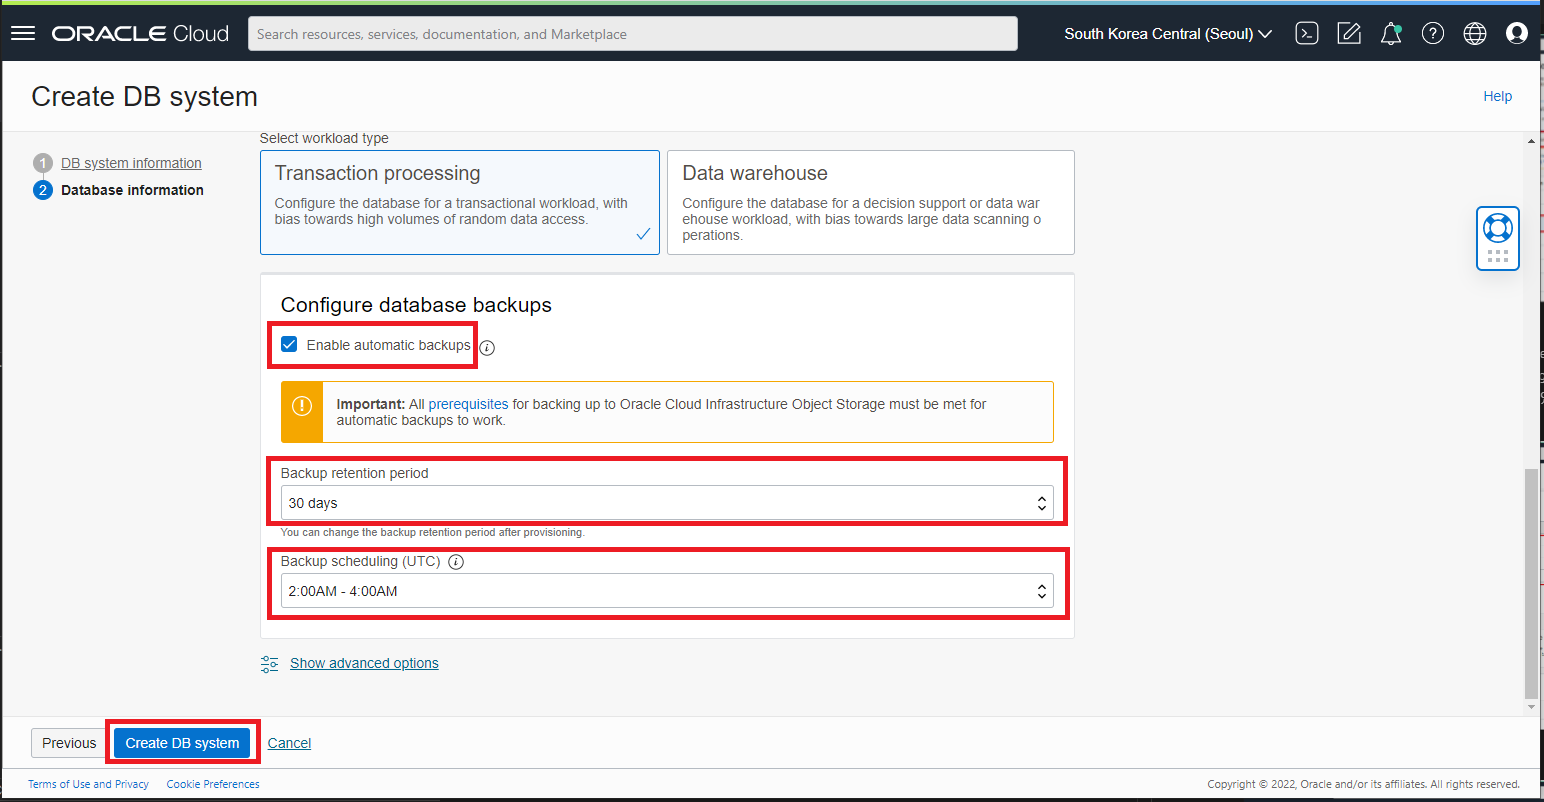 ORACLE Cloud
Search resources, services, documentation, and Marketplace
South Korea Central (Seoul)
Create DB system
Help
1 DB system information
2 Database information
Select workload type
Transaction processing
Configure the database for a transactional workload, with
bias towards high volumes of random data access.
Data warehouse
Configure the database for a decision support or data war
ehouse workload, with bias towards large data scanning o
perations.
Configure database backups
Enable automatic backups
Important: All prerequisites for backing up to Oracle Cloud Infrastructure Object Storage must be met for
automatic backups to work.
Backup retention period
30 days
You can change the backup retention period after provisioning.
Backup scheduling (UTC)
2:00AM - 4:00AM
Show advanced options
Previous
Create DB system
Cancel
Terms of Use and Privacy
Cookie Preferences
Copyright © 2022, Oracle and/or its affiliates. All rights reserved.